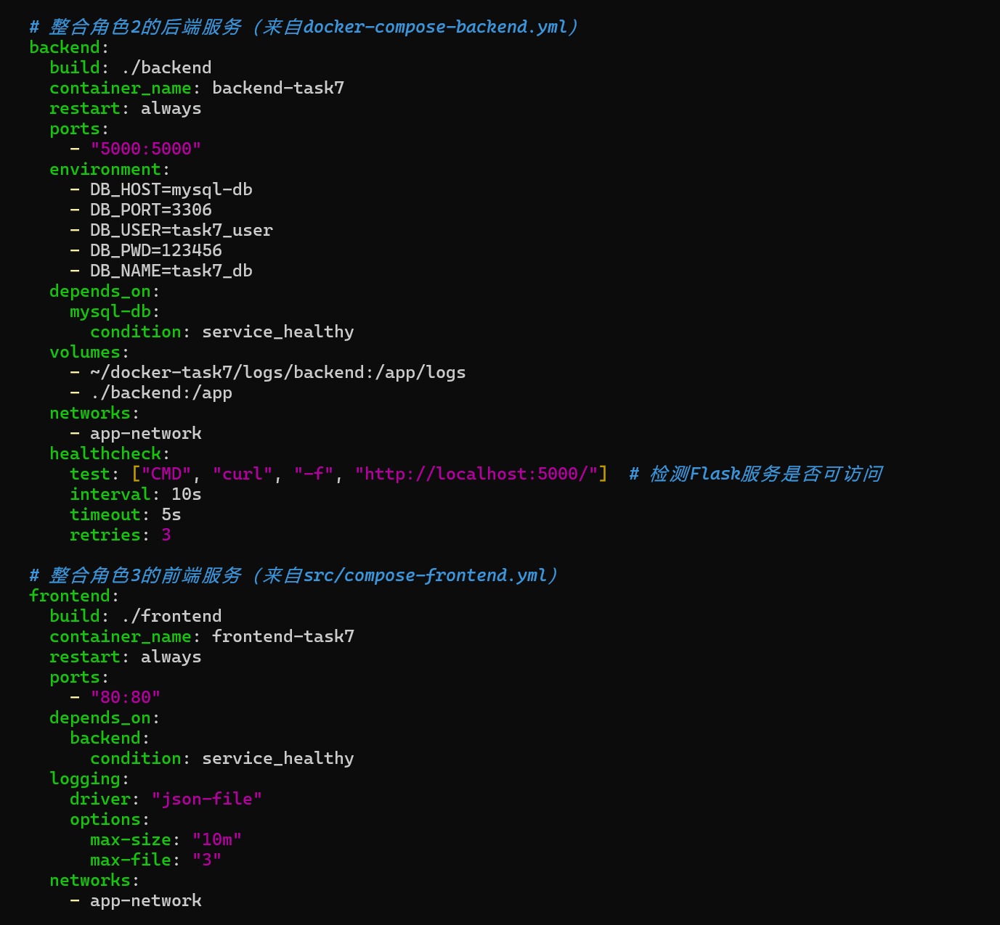 # 整合角色2的后端服务（来自docker-compose-backend.yml）
backend:
  build: ./backend
  container_name: backend-task7
  restart: always
  ports:
    - "5000:5000"
  environment:
    - DB_HOST=mysql-db
    - DB_PORT=3306
    - DB_USER=task7_user
    - DB_PWD=123456
    - DB_NAME=task7_db
  depends_on:
    mysql-db:
      condition: service_healthy
  volumes:
    - ~/docker-task7/logs/backend:/app/logs
    - ./backend:/app
  networks:
    - app-network
  healthcheck:
    test: ["CMD", "curl", "-f", "http://localhost:5000/"]  # 检测Flask服务是否可访问
    interval: 10s
    timeout: 5s
    retries: 3

# 整合角色3的前端服务（来自src/compose-frontend.yml）
frontend:
  build: ./frontend
  container_name: frontend-task7
  restart: always
  ports:
    - "80:80"
  depends_on:
    backend:
      condition: service_healthy
  logging:
    driver: "json-file"
    options:
      max-size: "10m"
      max-file: "3"
  networks:
    - app-network